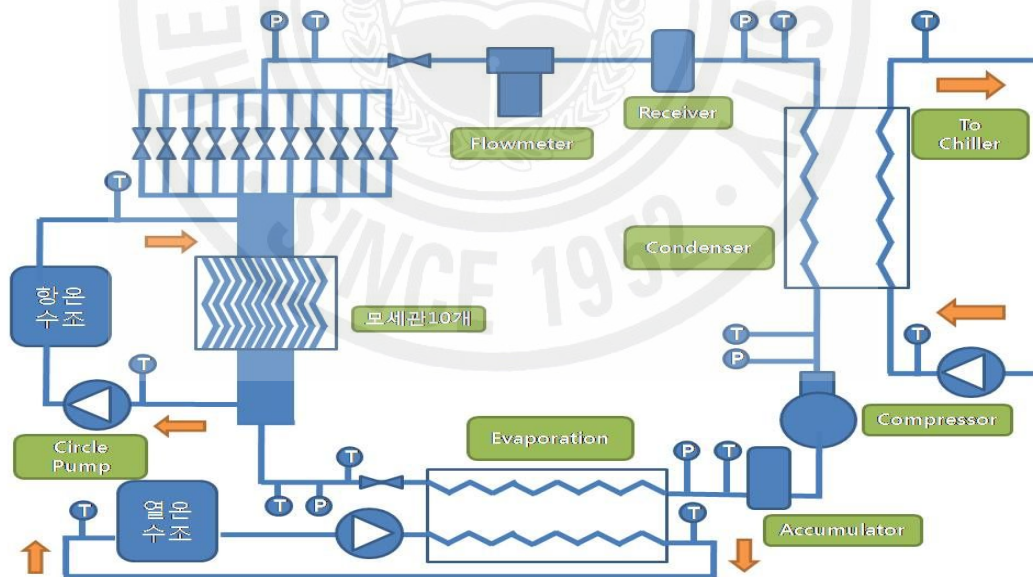 P
T
P
T
T
Receiver
Flowmeter
To
Chiller
T
Condenser
항온
수조
모세관10개
T
P
T
T
Compressor
Circle
Pump
Evaporation
T
T
P
P
T
Accumulator
T
열온
수조
T
THE
SINCE 1952